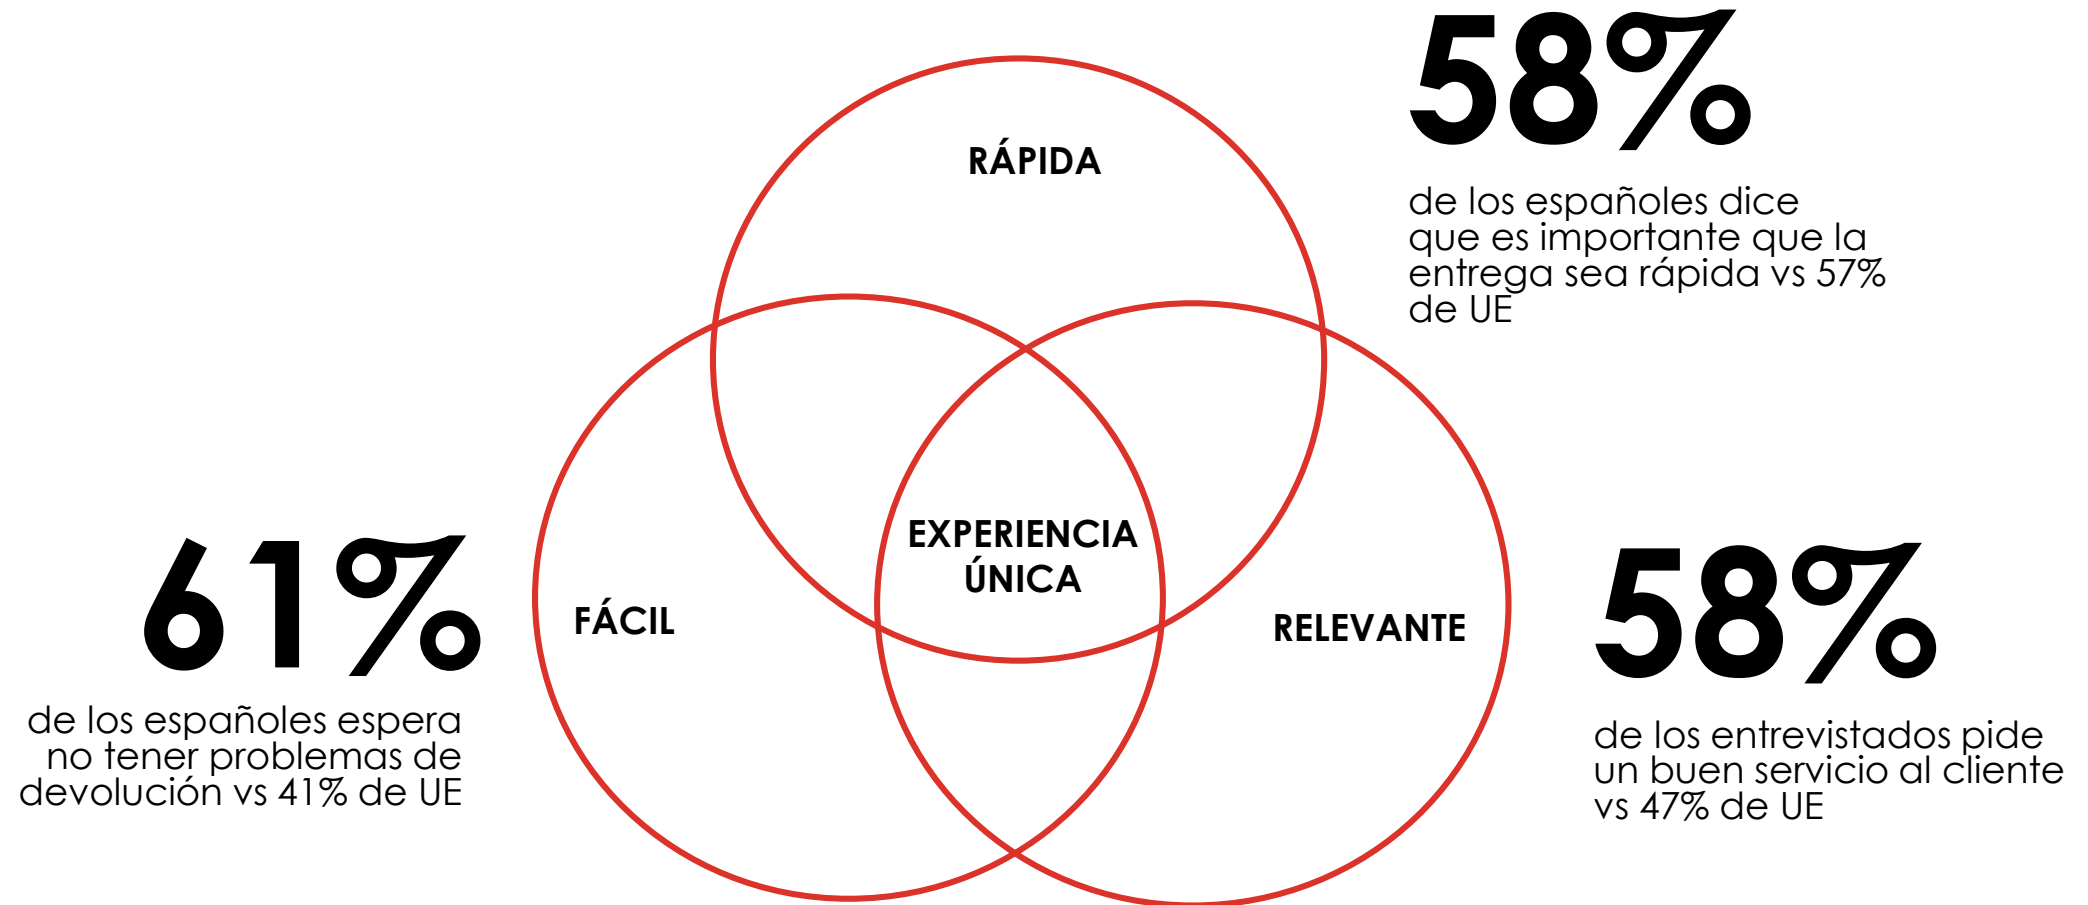 58%
de los españoles dice
que es importante que la
entrega sea rápida vs 57%
de UE
RÁPIDA
EXPERIENCIA
ÚNICA
FÁCIL
RELEVANTE
61%
de los españoles espera
no tener problemas de
devolución vs 41% de UE
58%
de los entrevistados pide
un buen servicio al cliente
vs 47% de UE